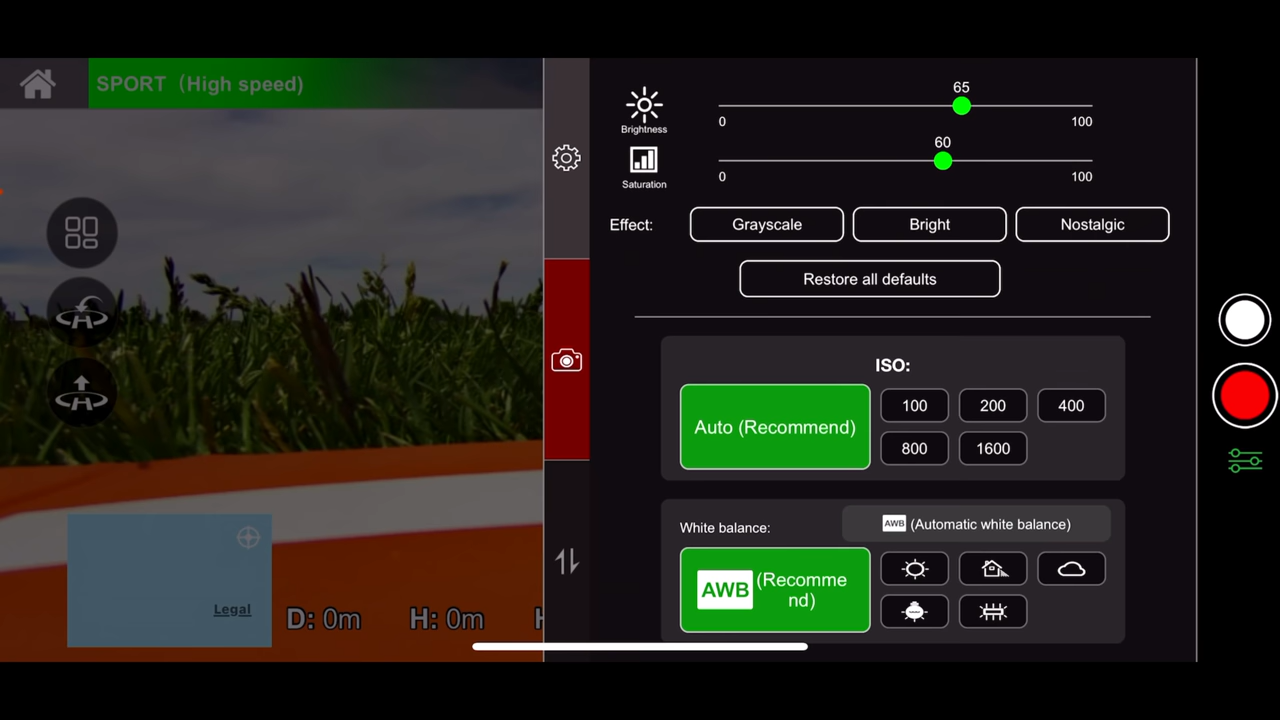 SPORT（High speed)
65
Brightness
0
100
60
Saturation
0
100
Effect:
Grayscale
Bright
Nostalgic
Restore all defaults
ISO:
Auto (Recommend)
100
200
400
800
1600
White balance:
AWB (Automatic white balance)
AWB (Recomme
nd)
Legal
D: 0m
H: 0m